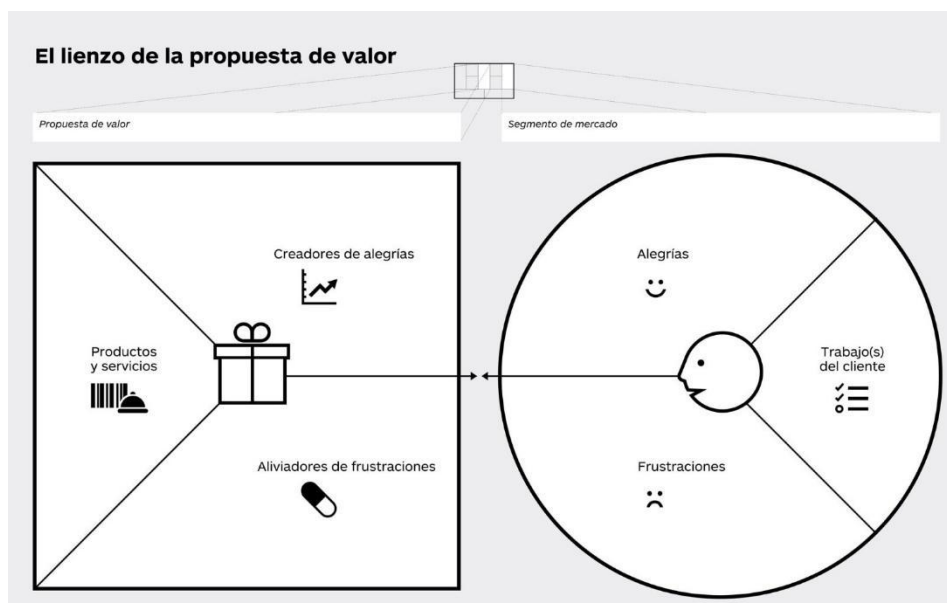 El lienzo de la propuesta de valor
Propuesta de valor
Segmento de mercado
Creadores de alegrías
Productos
y servicios
Aliviadores de frustraciones
Alegrías
Trabajo(s)
del cliente
Frustraciones